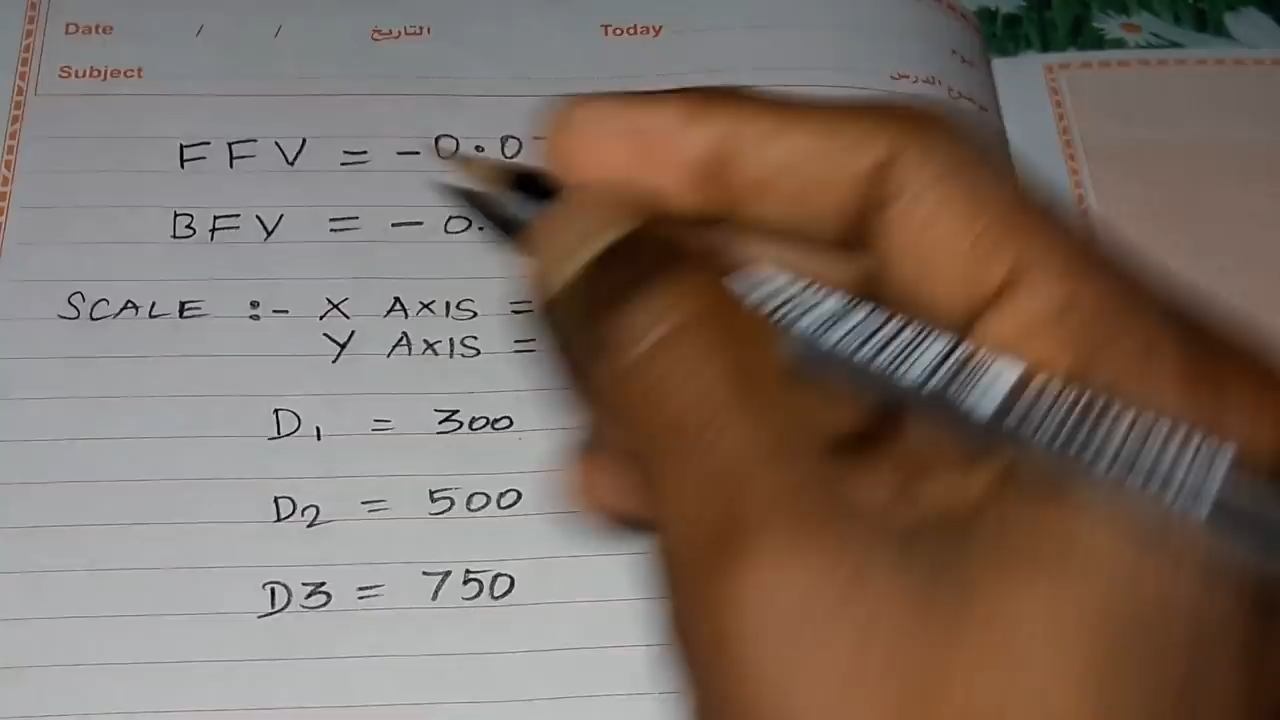 Date / / التاريخ Today
Subject
FFV = -0.0
BFV = -0.
SCALE :- X AXIS =
Y AXIS =
D1 = 300
D2 = 500
D3 = 750